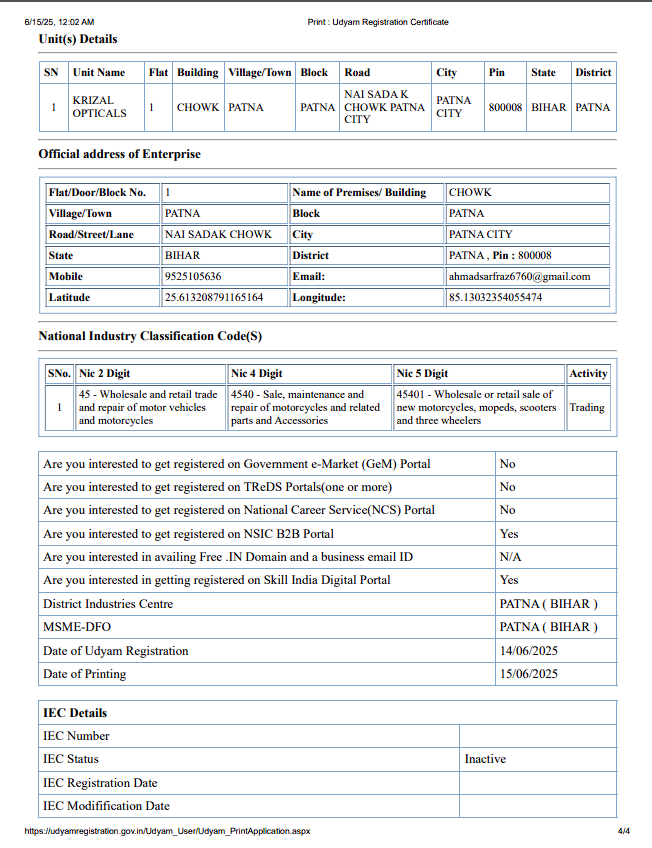 6/15/25, 12:02 AM Print : Udyam Registration Certificate
Unit(s) Details
SN Unit Name Flat Building Village/Town Block Road City Pin State District
1 KRIZAL OPTICALS 1 CHOWK PATNA PATNA NAI SADA K CHOWK PATNA CITY PATNA CITY 800008 BIHAR PATNA
Official address of Enterprise
Flat/Door/Block No. 1 Name of Premises/ Building CHOWK
Village/Town PATNA Block PATNA
Road/Street/Lane NAI SADAK CHOWK City PATNA CITY
State BIHAR District PATNA , Pin : 800008
Mobile 9525105636 Email: ahmadsarfraz6760@gmail.com
Latitude 25.613208791165164 Longitude: 85.13032354055474
National Industry Classification Code(S)
SNo. Nic 2 Digit Nic 4 Digit Nic 5 Digit Activity
1 45 - Wholesale and retail trade and repair of motor vehicles and motorcycles 4540 - Sale, maintenance and repair of motorcycles and related parts and Accessories 45401 - Wholesale or retail sale of new motorcycles, mopeds, scooters and three wheelers Trading
Are you interested to get registered on Government e-Market (GeM) Portal No
Are you interested to get registered on TReDS Portals(one or more) No
Are you interested to get registered on National Career Service(NCS) Portal No
Are you interested to get registered on NSIC B2B Portal Yes
Are you interested in availing Free .IN Domain and a business email ID N/A
Are you interested in getting registered on Skill India Digital Portal Yes
District Industries Centre PATNA ( BIHAR )
MSME-DFO PATNA ( BIHAR )
Date of Udyam Registration 14/06/2025
Date of Printing 15/06/2025
IEC Details
IEC Number
IEC Status Inactive
IEC Registration Date
IEC Modifification Date
https://udyamregistration.gov.in/Udyam_User/Udyam_PrintApplication.aspx 4/4